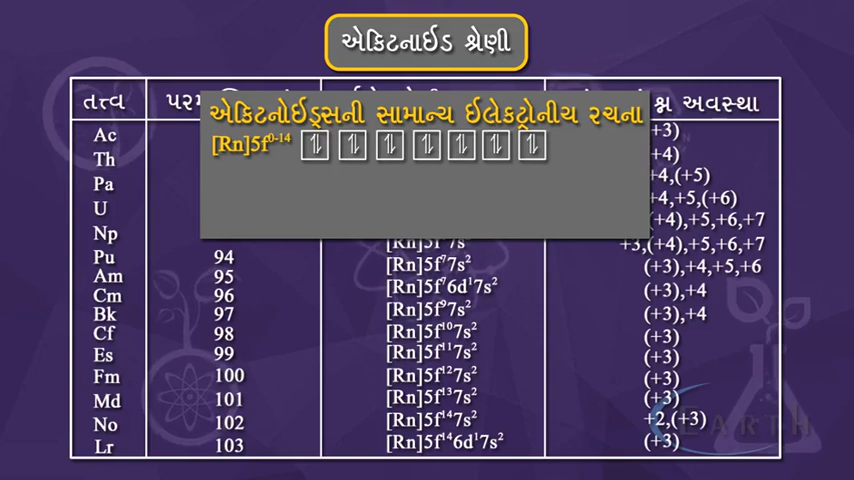 એકિટનાઈડ શ્રેણી
તત્ત્વ પરમ શ્ન અવસ્થા
એકિટનોઈડ્સની સામાન્ય ઈલેકટ્રોનીય રચના
[Rn]5f⁰⁻¹⁴ ⥮ ⥮ ⥮ ⥮ ⥮ ⥮ ⥮
Ac +3)
Th +4)
Pa +4,(+5)
U +4,+5,(+6)
Np (+4),+5,+6,+7
+3,(+4),+5,+6,+7
Pu 94 [Rn]5f⁷7s² (+3),+4,+5,+6
Am 95 [Rn]5f⁷6d¹7s²
Cm 96 (+3),+4
Bk 97 [Rn]5f⁹7s² (+3),+4
Cf 98 [Rn]5f¹⁰7s² (+3)
Es 99 [Rn]5f¹¹7s² (+3)
Fm 100 [Rn]5f¹²7s² (+3)
Md 101 [Rn]5f¹³7s² (+3)
No 102 [Rn]5f¹⁴7s² +2,(+3)
Lr 103 [Rn]5f¹⁴6d¹7s² (+3)